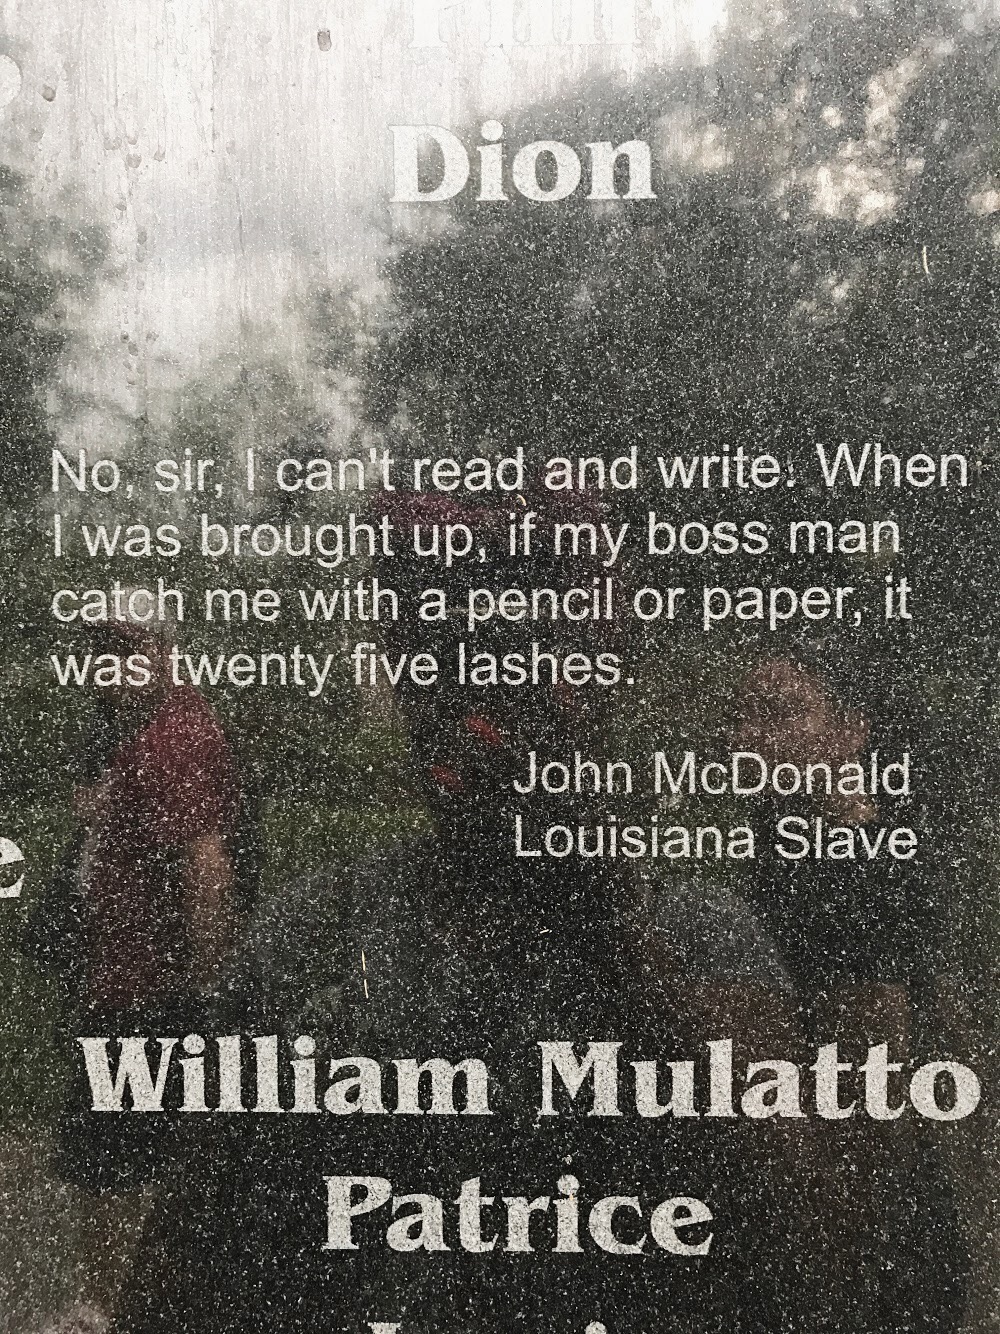 Dion
No, sir, I can't read and write. When
I was brought up, if my boss man
catch me with a pencil or paper, it
was twenty five lashes.
John McDonald
Louisiana Slave
William Mulatto
Patrice